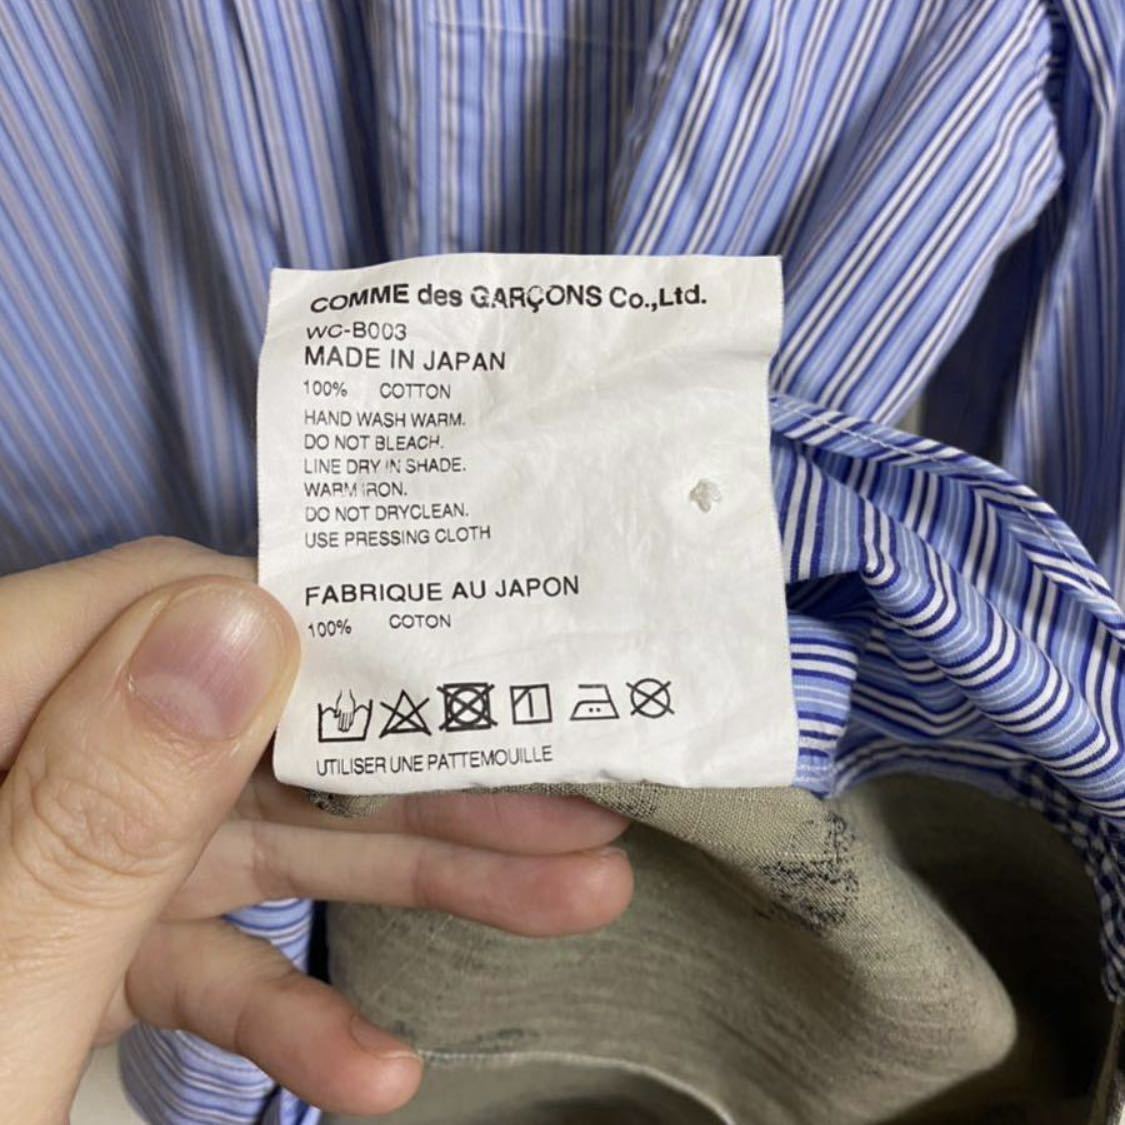 COMME des GARÇONS Co.,Ltd.
WC-B003
MADE IN JAPAN
100% COTTON
HAND WASH WARM.
DO NOT BLEACH.
LINE DRY IN SHADE.
WARM IRON.
DO NOT DRYCLEAN.
USE PRESSING CLOTH
FABRIQUE AU JAPON
100% COTON
UTILISER UNE PATTEMOUILLE